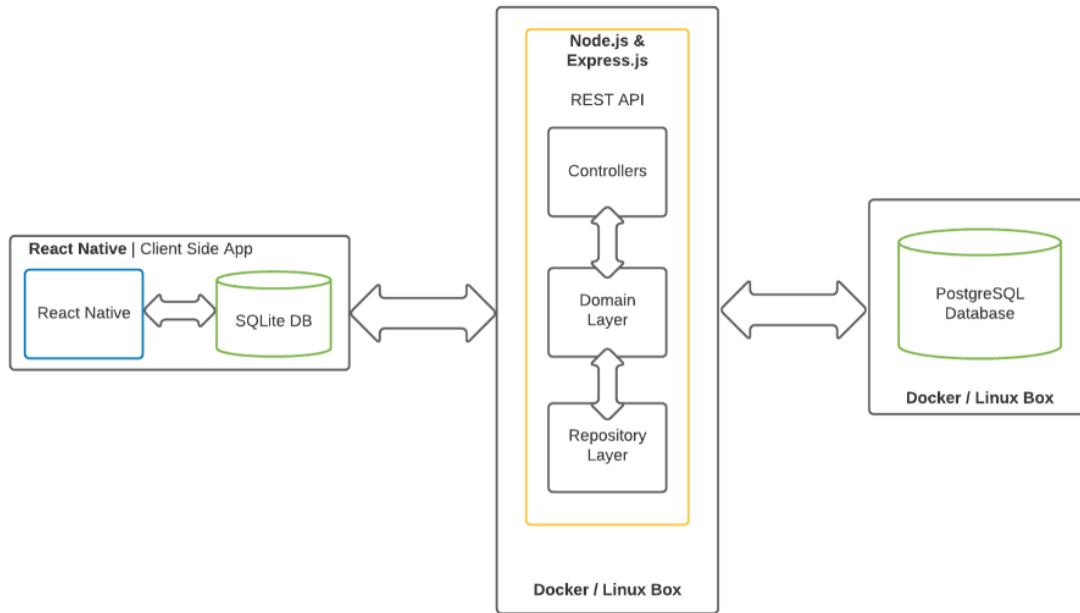 React Native | Client Side App
React Native
SQLite DB
Node.js &
Express.js
REST API
Controllers
Domain
Layer
Repository
Layer
Docker / Linux Box
PostgreSQL
Database
Docker / Linux Box